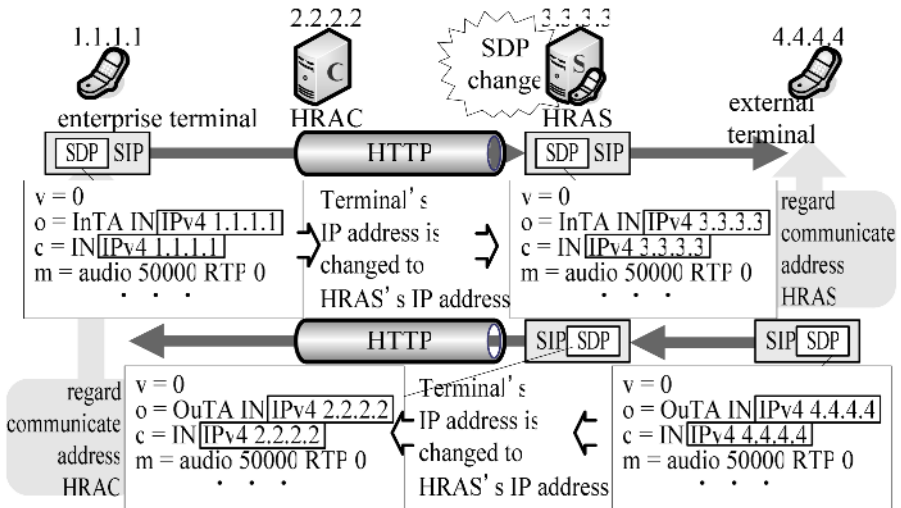 1.1.1.1
2.2.2.2
3.3.3.3
4.4.4.4
SDP
change
C
S
enterprise terminal
HRAC
HRAS
external
terminal
SDP SIP
HTTP
SDP SIP
v = 0
o = InTA IN IPv4 1.1.1.1
c = IN IPv4 1.1.1.1
m = audio 50000 RTP 0
· · ·
Terminal's
IP address is
changed to
HRAS's IP address
v = 0
o = InTA IN IPv4 3.3.3.3
c = IN IPv4 3.3.3.3
m = audio 50000 RTP 0
· · ·
regard
communicate
address
HRAS
HTTP
SIP SDP
SIP SDP
regard
communicate
address
HRAC
v = 0
o = OuTA IN IPv4 2.2.2.2
c = IN IPv4 2.2.2.2
m = audio 50000 RTP 0
· · ·
Terminal's
IP address is
changed to
HRAS's IP address
v = 0
o = OuTA IN IPv4 4.4.4.4
c = IN IPv4 4.4.4.4
m = audio 50000 RTP 0
· · ·